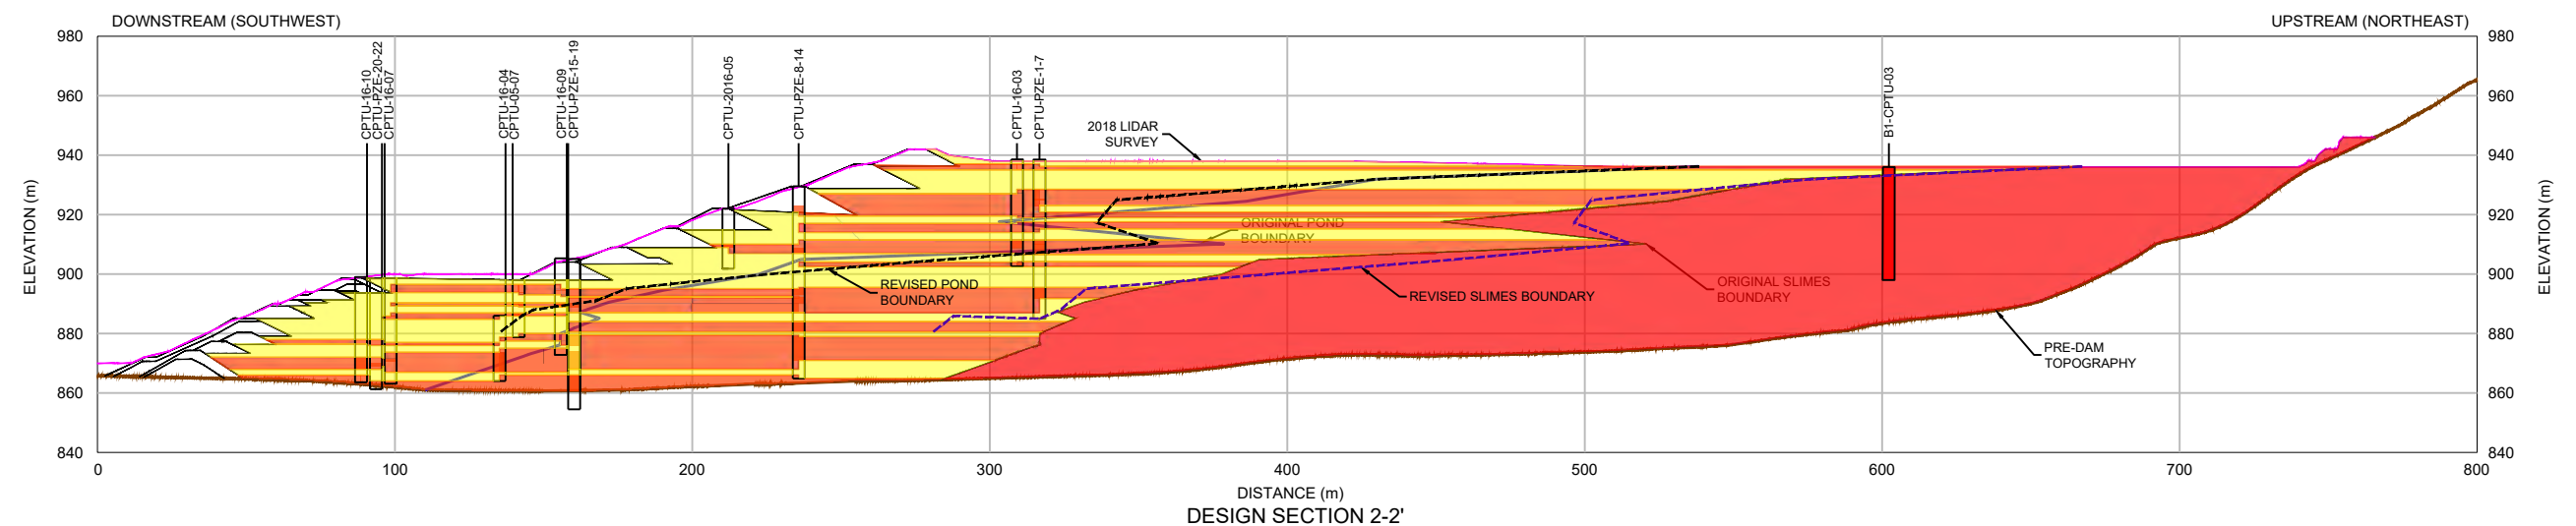 DOWNSTREAM (SOUTHWEST)
UPSTREAM (NORTHEAST)
980
960
940
920
900
880
860
840
ELEVATION (m)
CPTU-16-10
CPTU-PZE-20-22
CPTU-16-07
CPTU-16-04
CPTU-05-07
CPTU-16-09
CPTU-PZE-15-19
CPTU-2016-05
CPTU-PZE-8-14
CPTU-16-03
CPTU-PZE-1-7
B1-CPTU-03
2018 LIDAR
SURVEY
ORIGINAL POND
BOUNDARY
REVISED POND
BOUNDARY
REVISED SLIMES BOUNDARY
ORIGINAL SLIMES
BOUNDARY
PRE-DAM
TOPOGRAPHY
980
960
940
920
900
880
860
840
ELEVATION (m)
0
100
200
300
400
500
600
700
800
DISTANCE (m)
DESIGN SECTION 2-2'